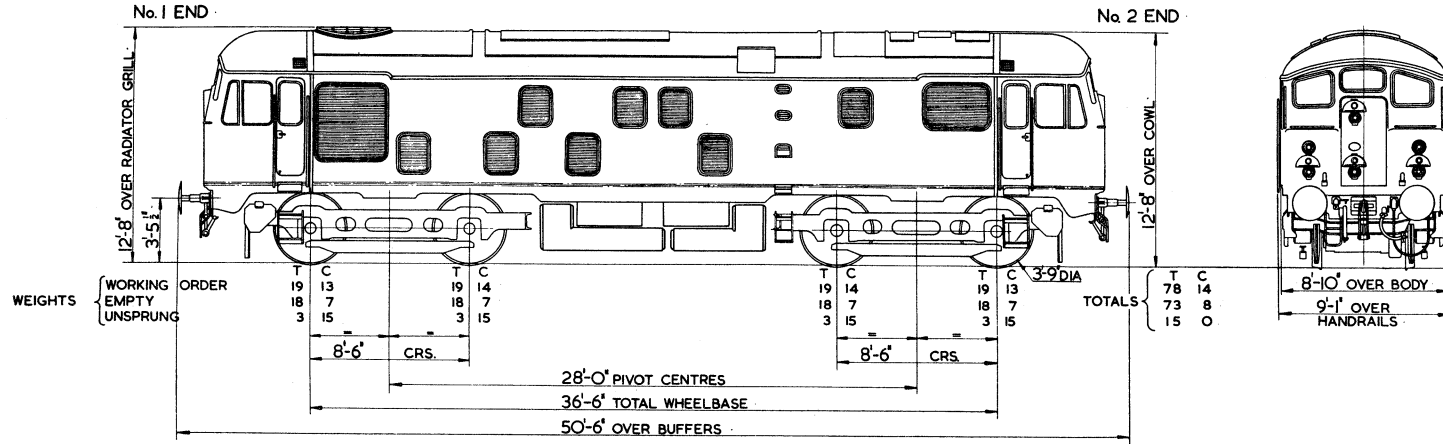 No. 1 END
No. 2 END
12'-8" OVER RADIATOR GRILL.
3'-5½"
12'-8" OVER COWL.
T C T C T C T C T C
WEIGHTS
WORKING ORDER 19 13 19 14 19 14 19 13
EMPTY 18 7 18 7 18 7 18 7
UNSPRUNG 3 15 3 15 3 15 3 15
3'-9" DIA
TOTALS
78 14
73 8
15 0
8'-10" OVER BODY
9'-1" OVER
HANDRAILS
= =
= =
8'-6" CRS.
8'-6" CRS.
28'-0" PIVOT CENTRES
36'-6" TOTAL WHEELBASE
50'-6" OVER BUFFERS